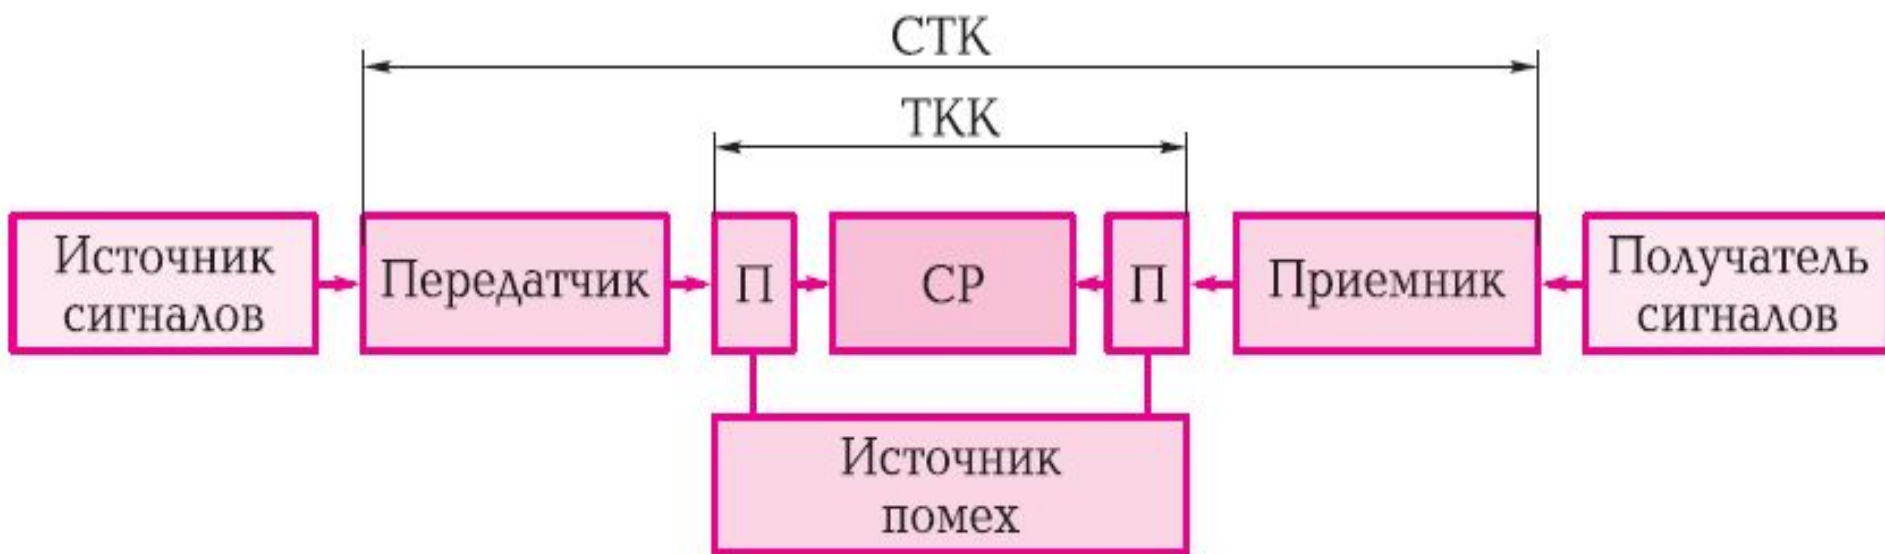 СТК
ТКК
Источник
сигналов
Передатчик
П
СР
П
Приемник
Получатель
сигналов
Источник
помех